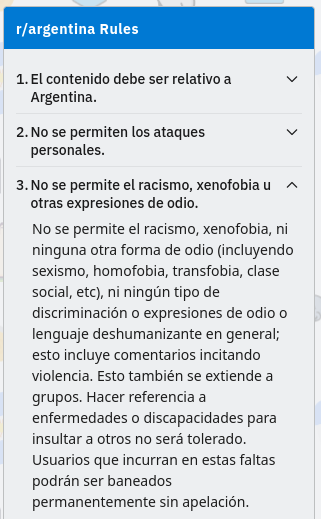 r/argentina Rules
1. El contenido debe ser relativo a
Argentina.
2. No se permiten los ataques
personales.
3. No se permite el racismo, xenofobia u
otras expresiones de odio.
No se permite el racismo, xenofobia, ni
ninguna otra forma de odio (incluyendo
sexismo, homofobia, transfobia, clase
social, etc), ni ningún tipo de
discriminación o expresiones de odio o
lenguaje deshumanizante en general;
esto incluye comentarios incitando
violencia. Esto también se extiende a
grupos. Hacer referencia a
enfermedades o discapacidades para
insultar a otros no será tolerado.
Usuarios que incurran en estas faltas
podrán ser baneados
permanentemente sin apelación.